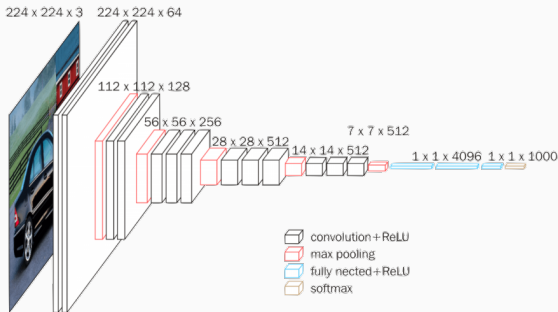 224 x 224 x 3
224 x 224 x 64
112 x 112 x 128
56 x 56 x 256
28 x 28 x 512
14 x 14 x 512
7 x 7 x 512
1 x 1 x 4096
1 x 1 x 1000
convolution+ReLU
max pooling
fully nected+ReLU
softmax